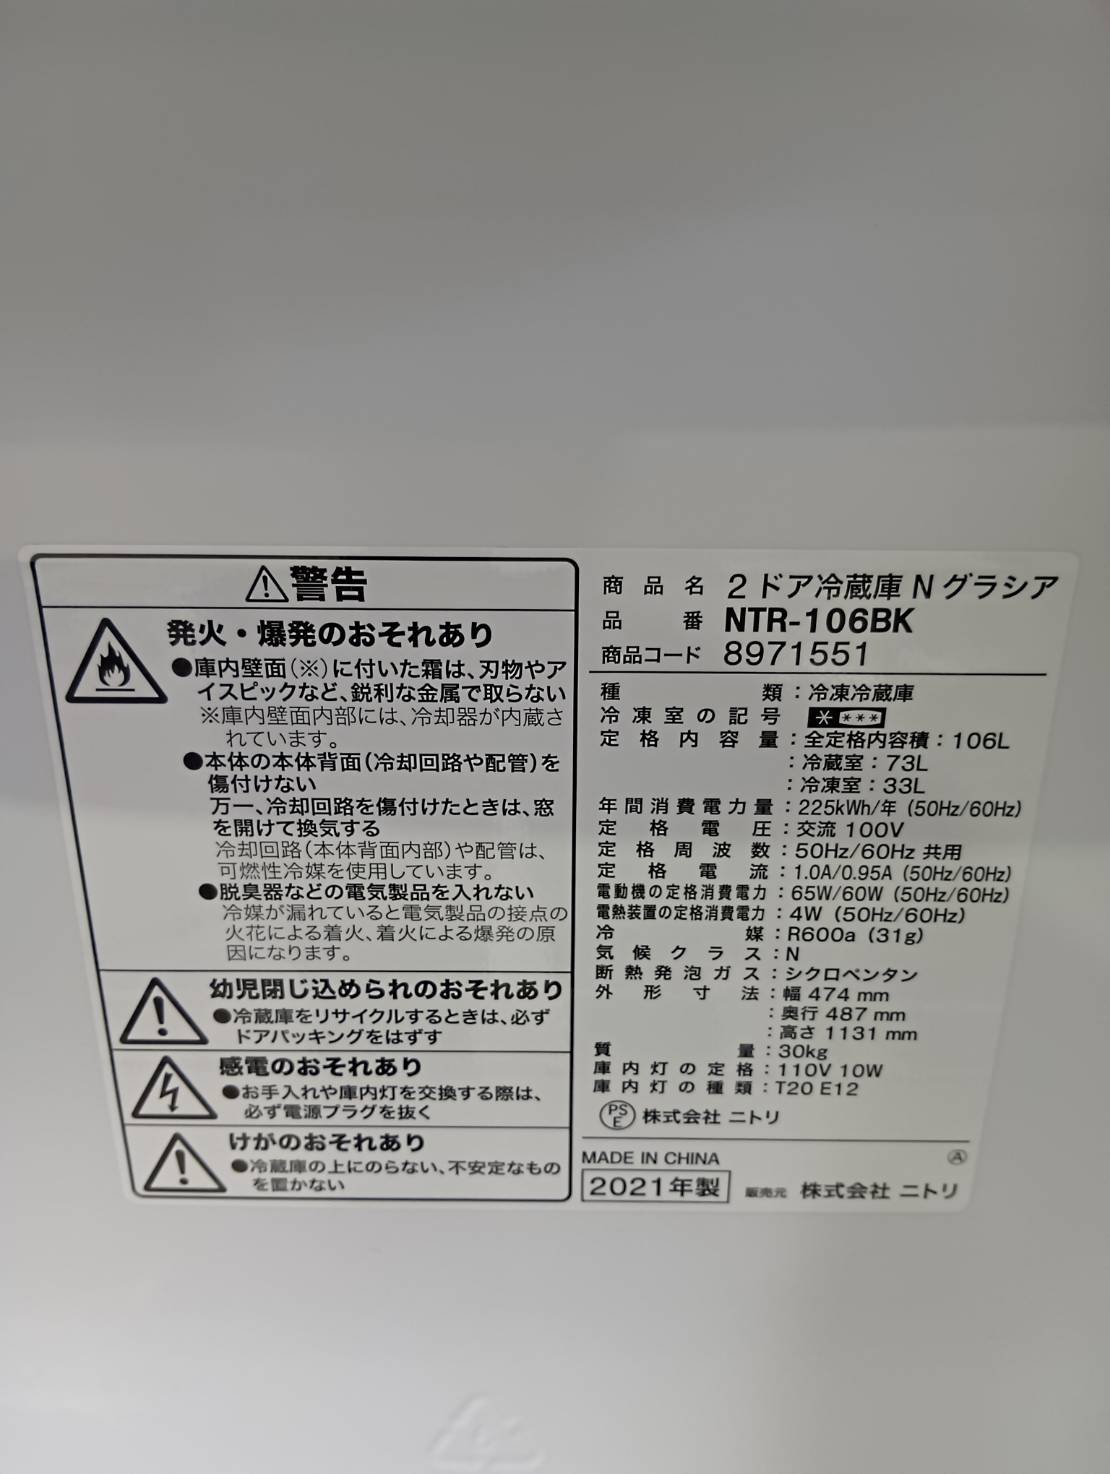 警告
発火・爆発のおそれあり
●庫内壁面(※)に付いた霜は、刃物やア
イスピックなど、鋭利な金属で取らない
※庫内壁面内部には、冷却器が内蔵さ
れています。
●本体の本体背面(冷却回路や配管)を
傷付けない
万一、冷却回路を傷付けたときは、窓
を開けて換気する
冷却回路(本体背面内部)や配管は、
可燃性冷媒を使用しています。
●脱臭器などの電気製品を入れない
冷媒が漏れていると電気製品の接点の
火花による着火、着火による爆発の原
因になります。
幼児閉じ込められのおそれあり
●冷蔵庫をリサイクルするときは、必ず
ドアパッキングをはずす
感電のおそれあり
●お手入れや庫内灯を交換する際は、
必ず電源プラグを抜く
けがのおそれあり
●冷蔵庫の上にのらない、不安定なもの
を置かない
商品名 2ドア冷蔵庫 N グラシア
品番 NTR-106BK
商品コード 8971551
種類:冷凍冷蔵庫
冷凍室の記号 * ***
定格内容量:全定格内容積:106L
:冷蔵室:73L
:冷凍室:33L
年間消費電力量:225kWh/年 (50Hz/60Hz)
定格電圧:交流 100V
定格周波数:50Hz/60Hz 共用
定格電流:1.0A/0.95A (50Hz/60Hz)
電動機の定格消費電力:65W/60W (50Hz/60Hz)
電熱装置の定格消費電力:4W (50Hz/60Hz)
冷媒:R600a (31g)
気候クラス:N
断熱発泡ガス:シクロペンタン
外形寸法:幅 474 mm
:奥行 487 mm
:高さ 1131 mm
質量:30kg
庫内灯の定格:110V 10W
庫内灯の種類:T20 E12
PSE 株式会社 ニトリ
MADE IN CHINA Ⓐ
2021年製 販売元 株式会社 ニトリ